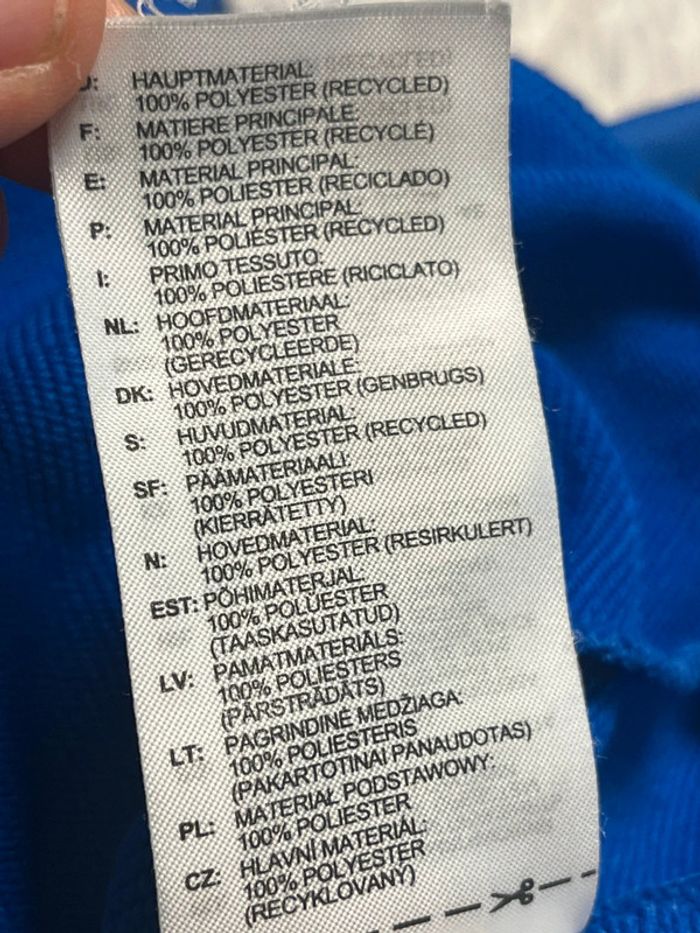 D: HAUPTMATERIAL:
100% POLYESTER (RECYCLED)
F: MATIERE PRINCIPALE:
100% POLYESTER (RECYCLÉ)
E: MATERIAL PRINCIPAL:
100% POLIESTER (RECICLADO)
P: MATERIAL PRINCIPAL:
100% POLIÉSTER (RECYCLED)
I: PRIMO TESSUTO:
100% POLIESTERE (RICICLATO)
NL: HOOFDMATERIAAL:
100% POLYESTER
(GERECYCLEERDE)
DK: HOVEDMATERIALE:
100% POLYESTER (GENBRUGS)
S: HUVUDMATERIAL:
100% POLYESTER (RECYCLED)
SF: PÄÄMATERIAALI:
100% POLYESTERI
(KIERRÄTETTY)
N: HOVEDMATERIAL:
100% POLYESTER (RESIRKULERT)
EST: PÕHIMATERJAL:
100% POLÜESTER
(TAASKASUTATUD)
LV: PAMATMATERIĀLS:
100% POLIESTERS
(PĀRSTRĀDĀTS)
LT: PAGRINDINĖ MEDŽIAGA:
100% POLIESTERIS
(PAKARTOTINAI PANAUDOTAS)
PL: MATERIAŁ PODSTAWOWY:
100% POLIESTER
CZ: HLAVNÍ MATERIÁL:
100% POLYESTER
(RECYKLOVANÝ)